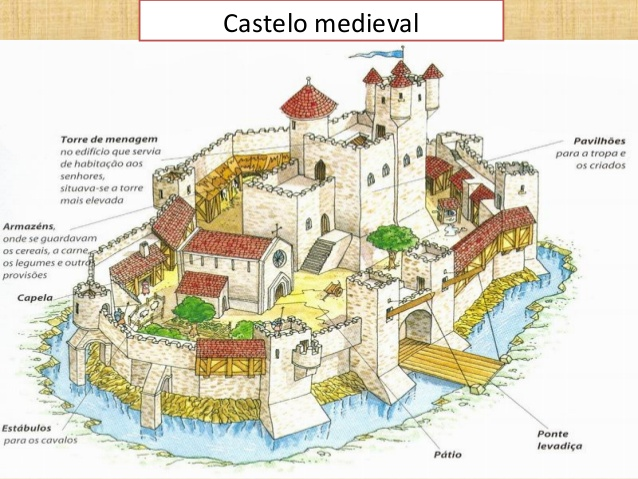 Castelo medieval
Torre de menagem
no edifício que servia
de habitação aos
senhores,
situava-se a torre
mais elevada
Pavilhões
para a tropa e
os criados
Armazéns,
onde se guardavam
os cereais, a carne,
os legumes e outras
provisões
Capela
Estábulos
para os cavalos
Pátio
Ponte
levadiça